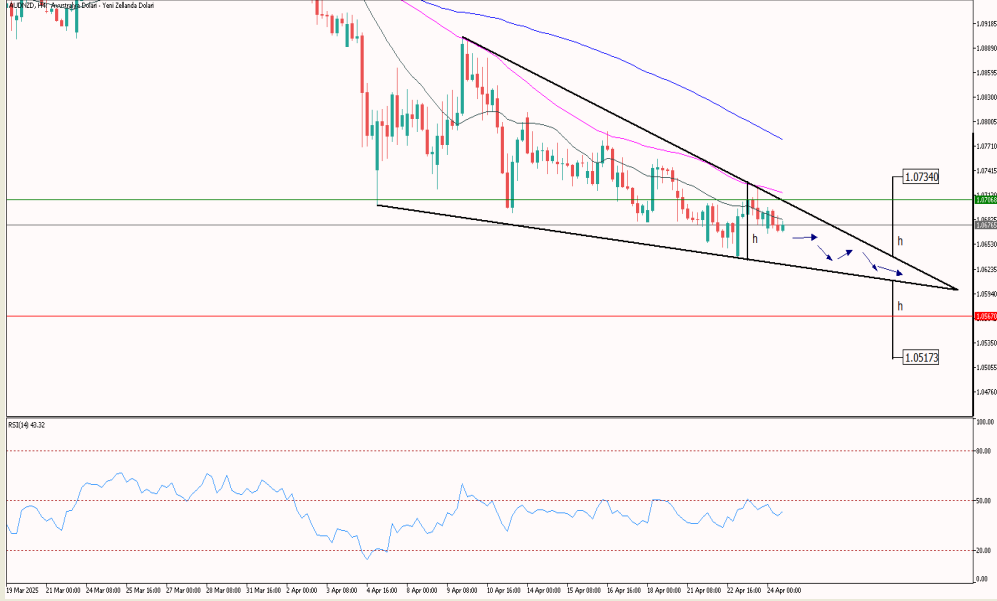 AUDNZD, H4: Avustralya Doları - Yeni Zellanda Doları
1.09185
1.08890
1.08595
1.08300
1.08005
1.07710
1.07415
1.07068
1.06825
1.06530
1.06235
1.05940
1.05670
1.05350
1.05055
1.04760
1.07340
h
h
h
1.05173
RSI(14) 43.32
100.00
80.00
50.00
20.00
0.00
19 Mar 2025
21 Mar 00:00
24 Mar 08:00
25 Mar 16:00
27 Mar 00:00
28 Mar 08:00
31 Mar 16:00
2 Apr 00:00
3 Apr 08:00
4 Apr 16:00
8 Apr 00:00
9 Apr 08:00
10 Apr 16:00
14 Apr 00:00
15 Apr 08:00
16 Apr 16:00
18 Apr 00:00
21 Apr 08:00
22 Apr 16:00
24 Apr 00:00